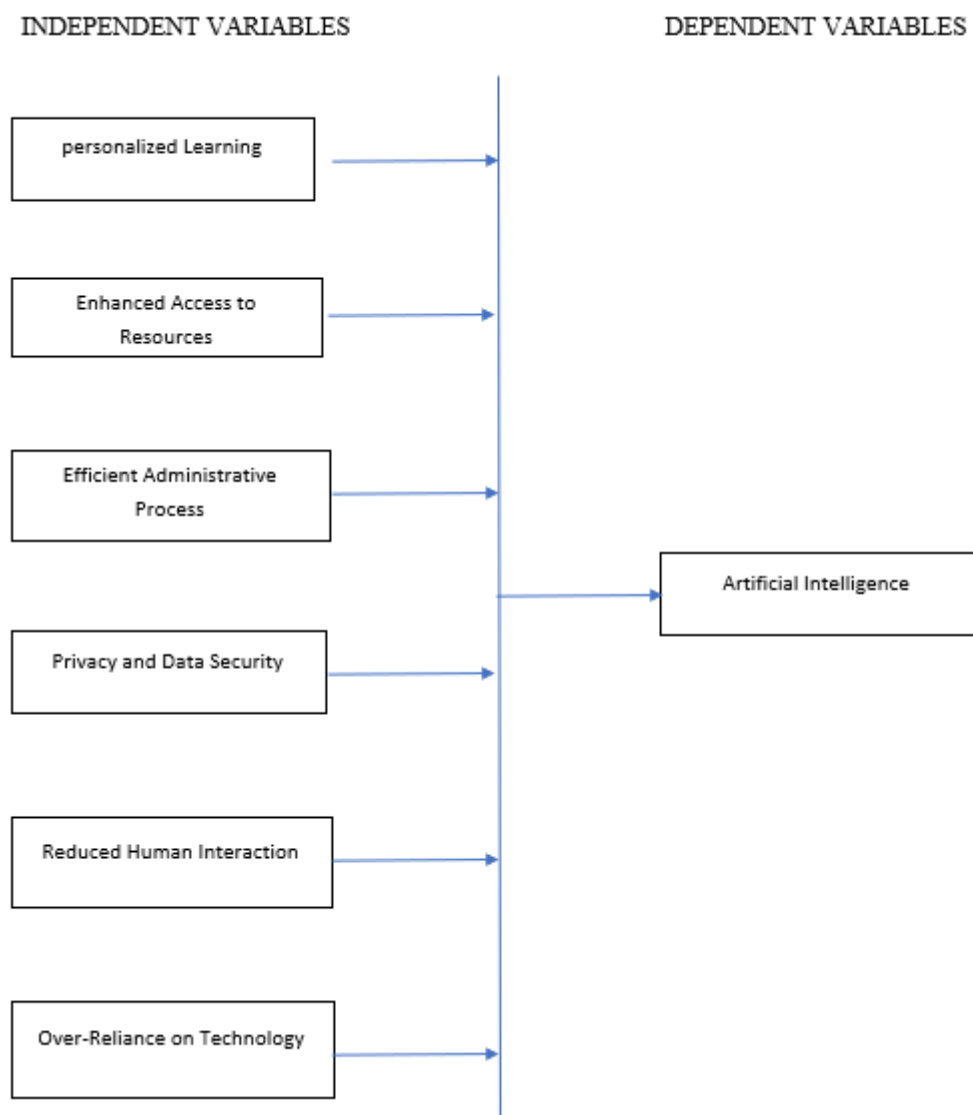 INDEPENDENT VARIABLES
DEPENDENT VARIABLES
personalized Learning
Enhanced Access to
Resources
Efficient Administrative
Process
Artificial Intelligence
Privacy and Data Security
Reduced Human Interaction
Over-Reliance on Technology